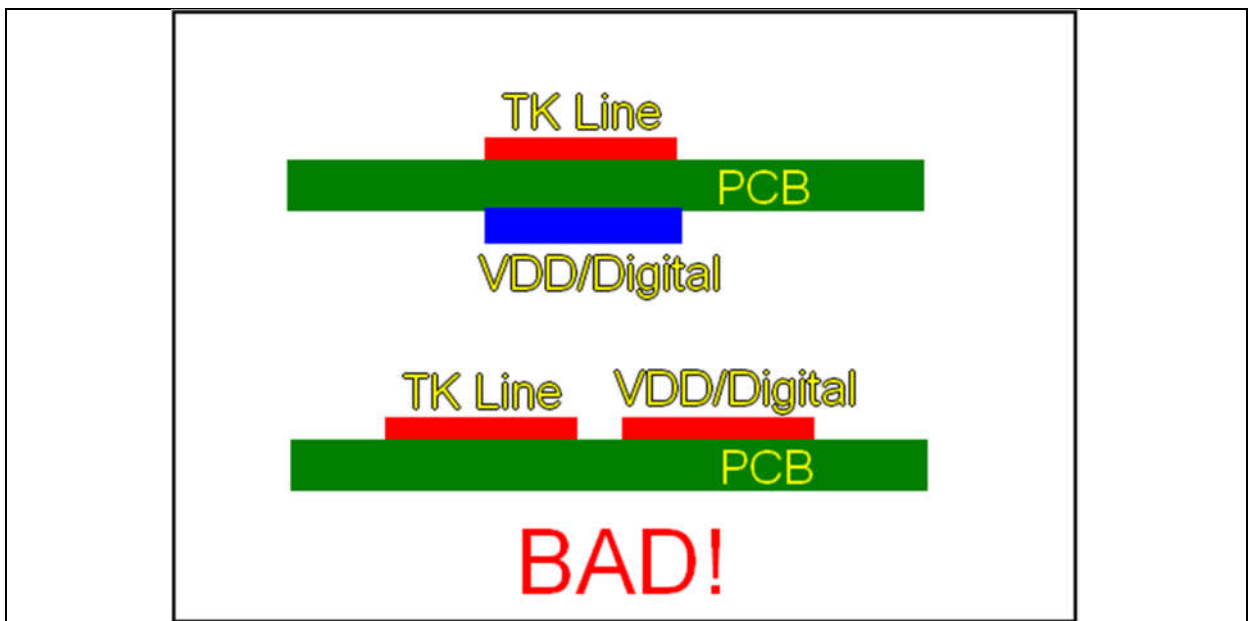 TK Line
PCB
VDD/Digital
TK Line VDD/Digital
PCB
BAD!